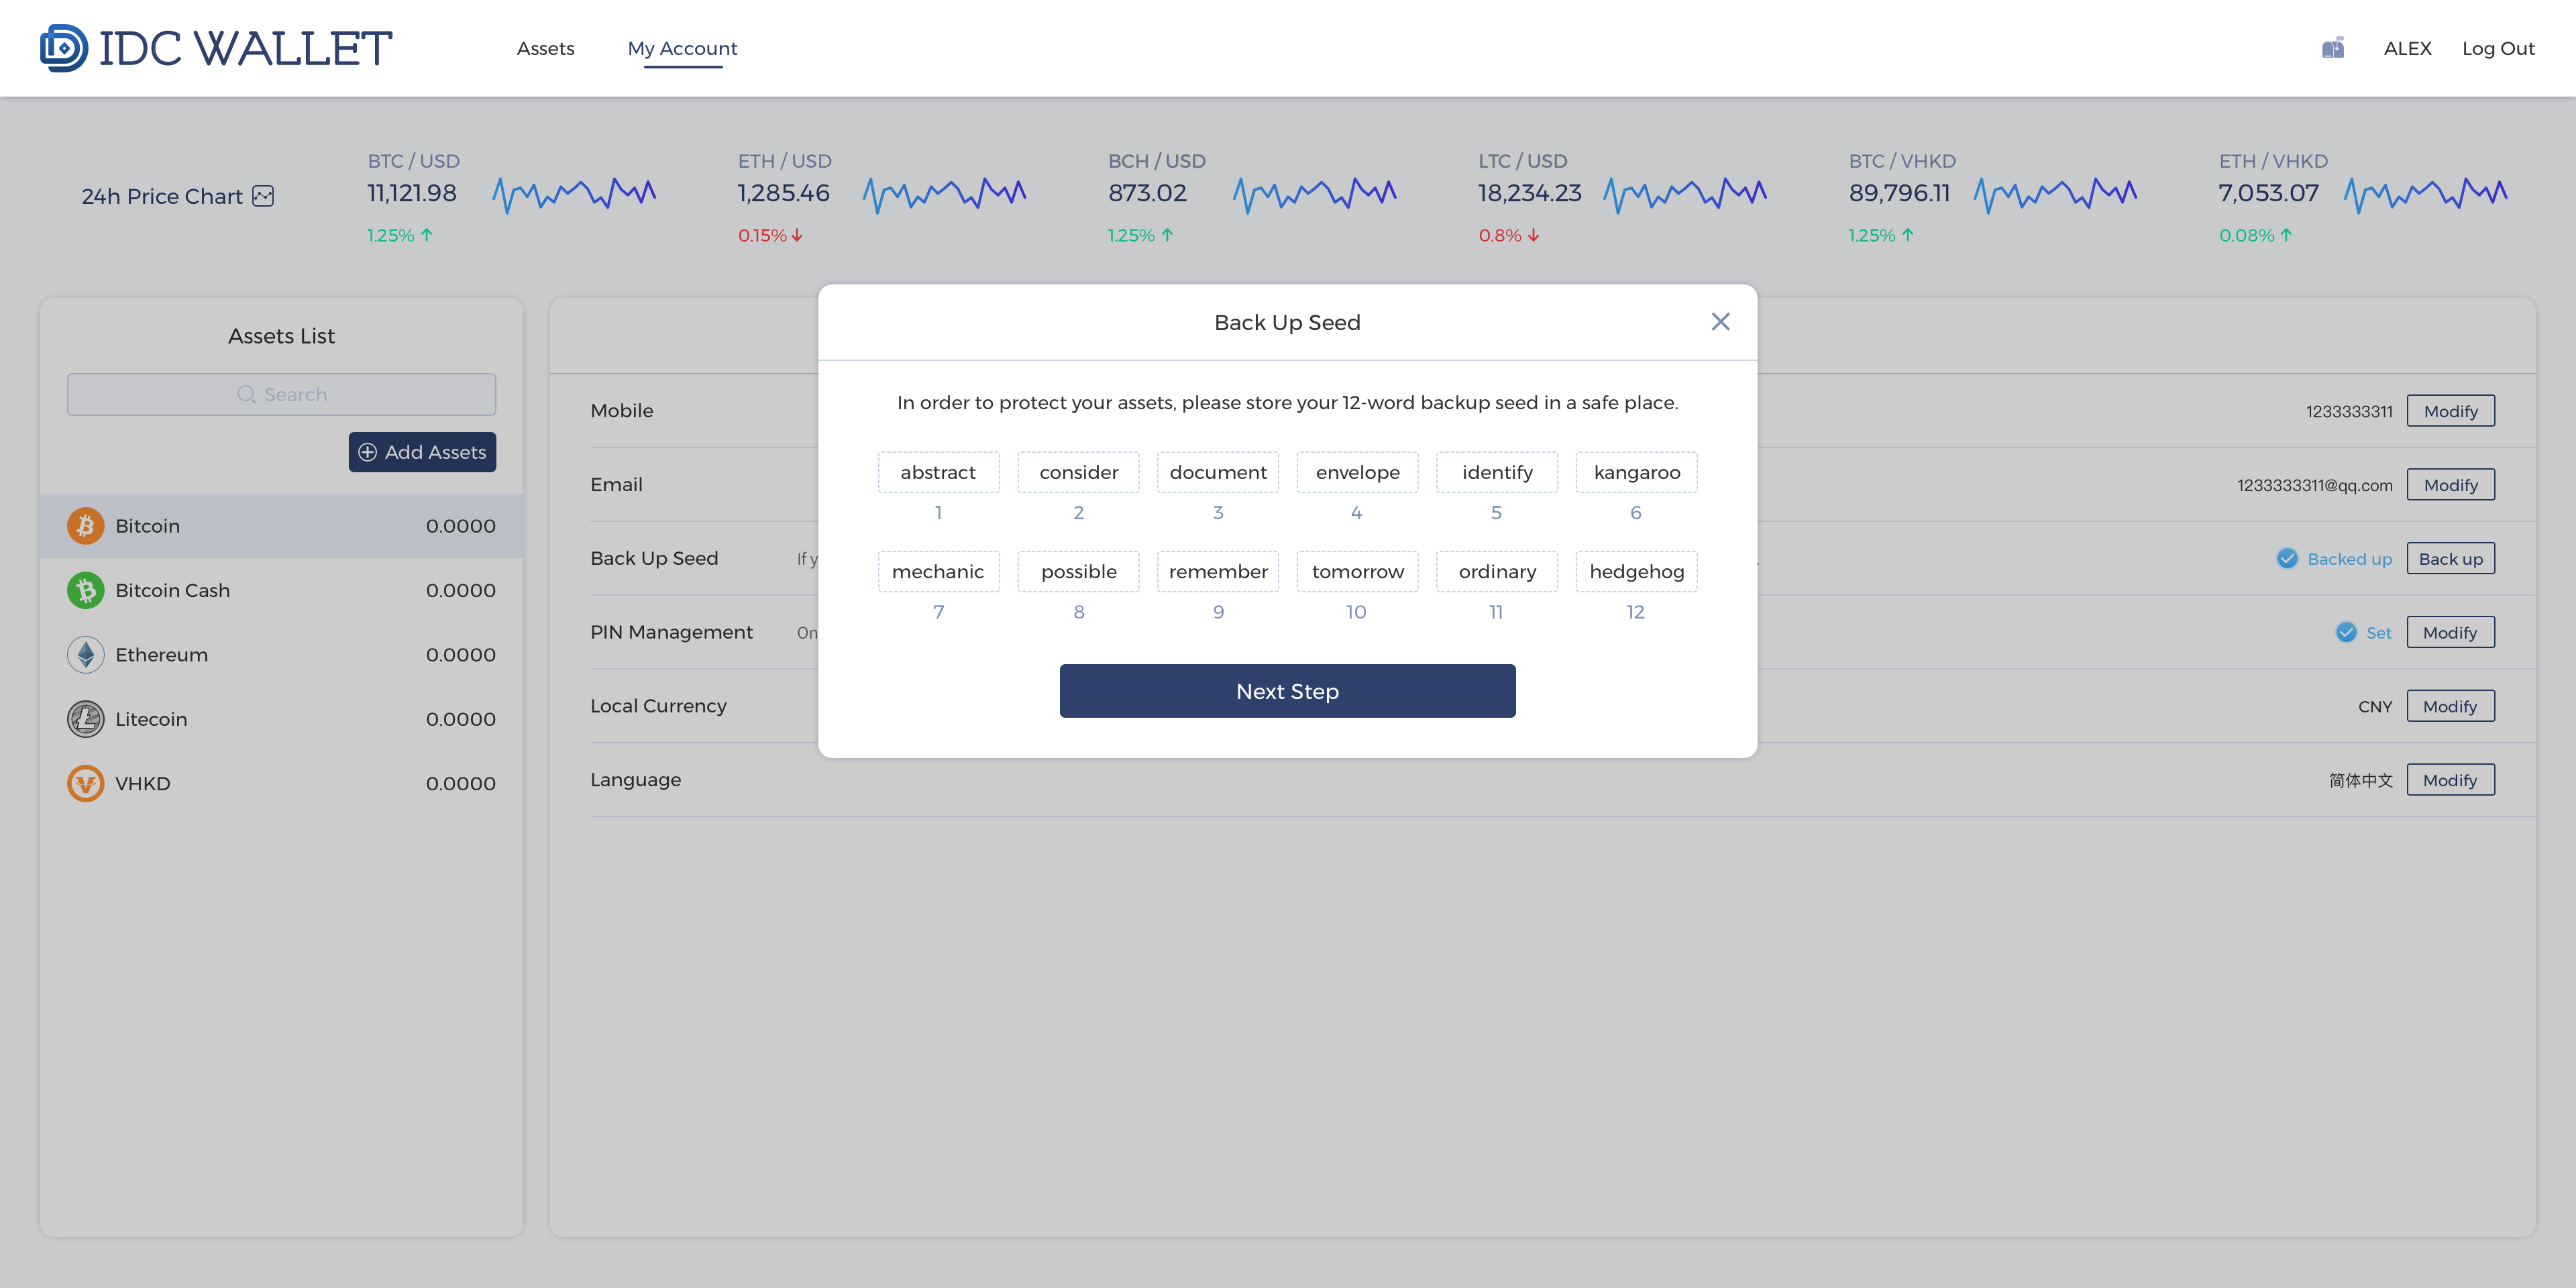 IDC WALLET
Assets
My Account
ALEX
Log Out
24h Price Chart
BTC / USD
11,121.98
1.25%
ETH / USD
1,285.46
0.15%
BCH / USD
873.02
1.25%
LTC / USD
18,234.23
0.8%
BTC / VHKD
89,796.11
1.25%
ETH / VHKD
7,053.07
0.08%
Assets List
Search
Add Assets
Bitcoin 0.0000
Bitcoin Cash 0.0000
Ethereum 0.0000
Litecoin 0.0000
VHKD 0.0000
Back Up Seed
In order to protect your assets, please store your 12-word backup seed in a safe place.
abstract consider document envelope identify kangaroo
1 2 3 4 5 6
mechanic possible remember tomorrow ordinary hedgehog
7 8 9 10 11 12
Next Step
Mobile 1233333311 Modify
Email 1233333311@qq.com Modify
Back Up Seed If Backed up Back up
PIN Management On Set Modify
Local Currency CNY Modify
Language 简体中文 Modify